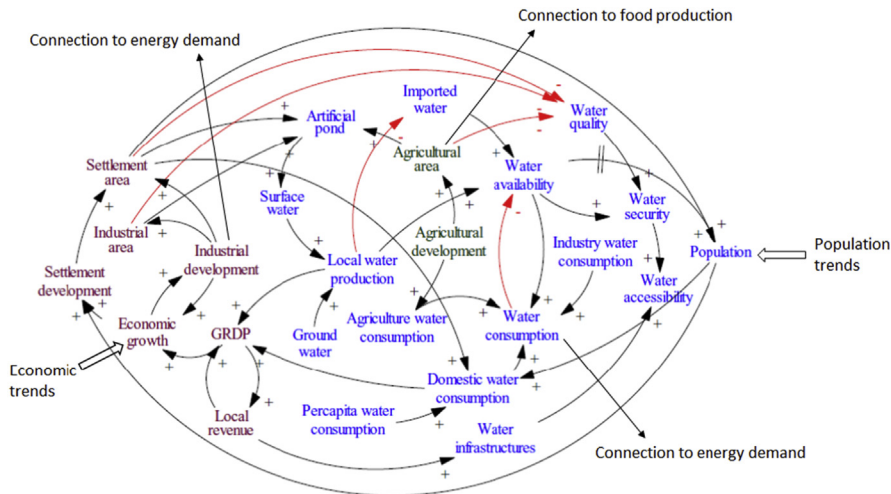 Connection to food production
Connection to energy demand
Imported
water
Water
quality
Artificial
pond
Agricultural
area
Settlement
area
Water
availability
Surface
water
Water
security
Industrial
area
Industrial
development
Agricultural
development
Industry water
consumption
Population
Population
trends
Local water
production
Settlement
development
Water
accessibility
Economic
growth
GRDP
Ground
water
Agriculture water
consumption
Water
consumption
Economic
trends
Domestic water
consumption
Local
revenue
Percapita water
consumption
Water
infrastructures
Connection to energy demand